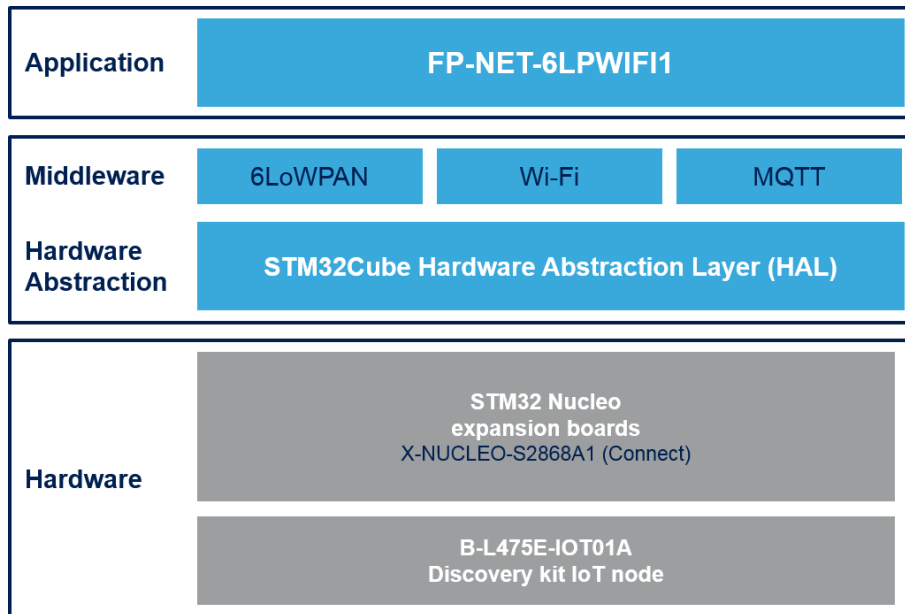 Application
FP-NET-6LPWIFI1
Middleware
6LoWPAN
Wi-Fi
MQTT
Hardware
Abstraction
STM32Cube Hardware Abstraction Layer (HAL)
Hardware
STM32 Nucleo
expansion boards
X-NUCLEO-S2868A1 (Connect)
B-L475E-IOT01A
Discovery kit IoT node